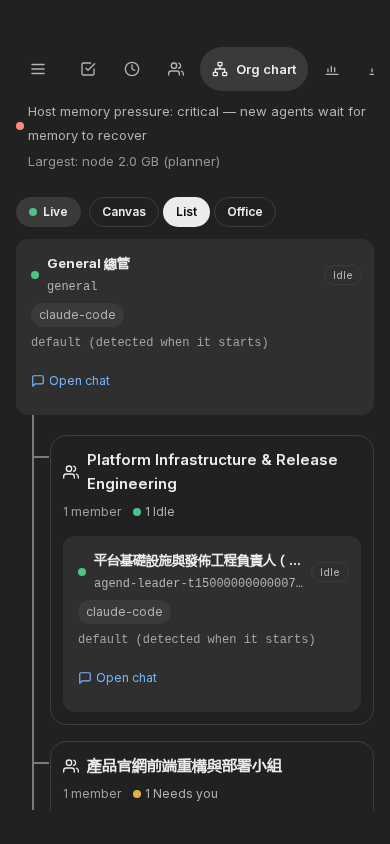 Org chart
Host memory pressure: critical — new agents wait for
memory to recover
Largest: node 2.0 GB (planner)
Live
Canvas
List
Office
General 總管
general
Idle
claude-code
default (detected when it starts)
Open chat
Platform Infrastructure & Release
Engineering
1 member 1 Idle
平台基礎設施與發佈工程負責人 ( ...
agend-leader-t15000000000007…
Idle
claude-code
default (detected when it starts)
Open chat
產品官網前端重構與部署小組
1 member 1 Needs you